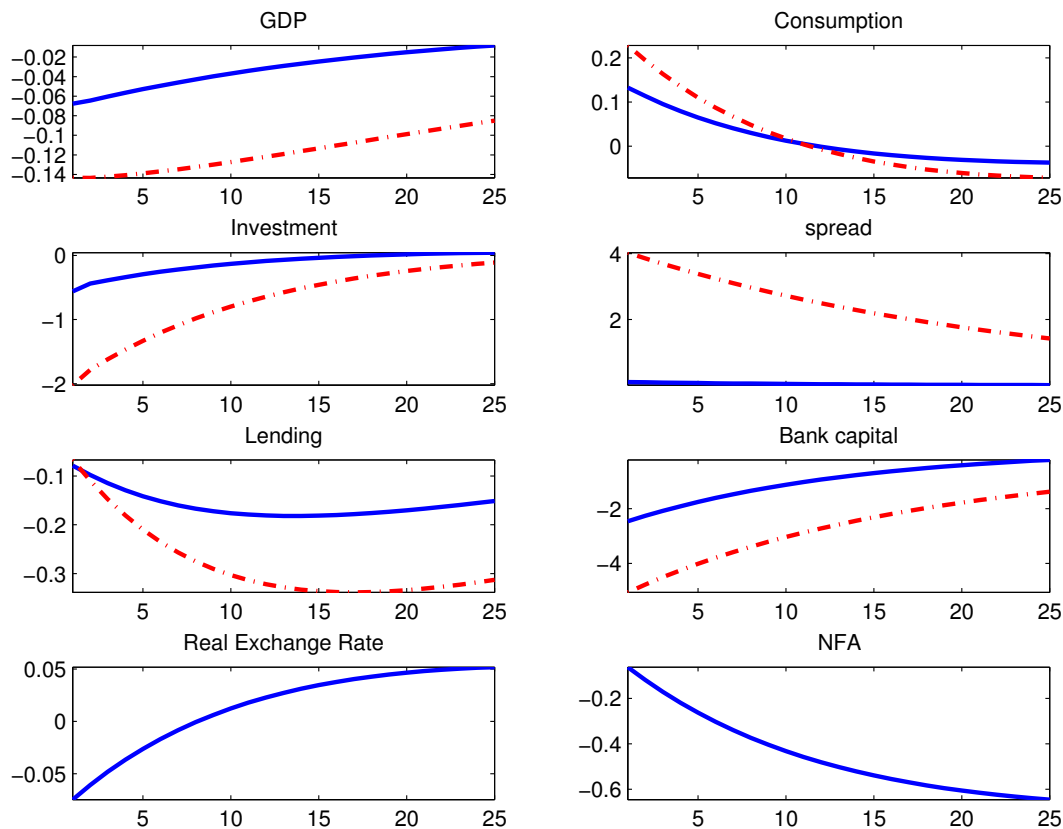 GDP
−0.02
−0.04
−0.06
−0.08
−0.1
−0.12
−0.14
5 10 15 20 25
Consumption
0.2
0.1
0
5 10 15 20 25
Investment
0
−1
−2
5 10 15 20 25
spread
4
2
5 10 15 20 25
Lending
−0.1
−0.2
−0.3
5 10 15 20 25
Bank capital
−2
−4
5 10 15 20 25
Real Exchange Rate
0.05
0
−0.05
5 10 15 20 25
NFA
−0.2
−0.4
−0.6
5 10 15 20 25